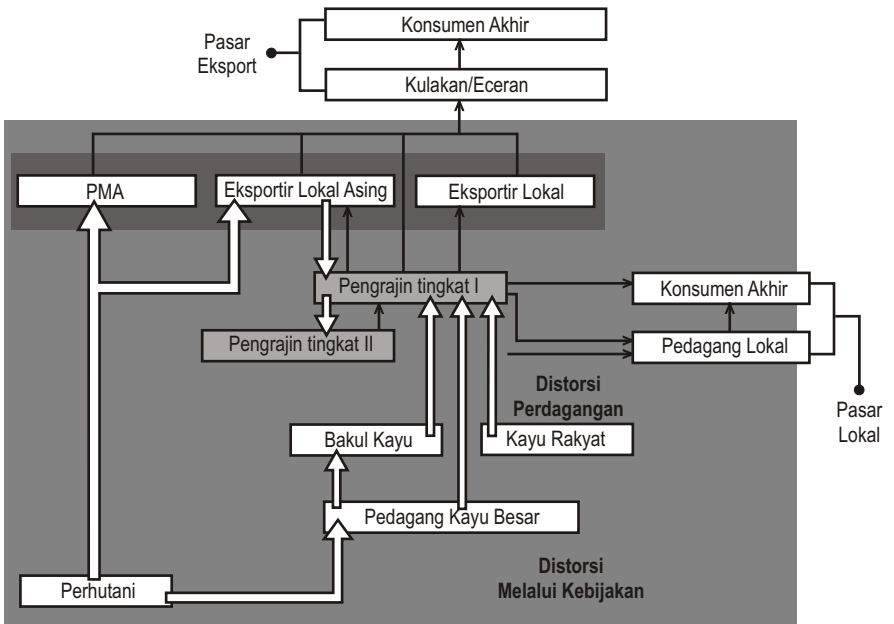 Konsumen Akhir
Pasar
Eksport
Kulakan/Eceran
PMA
Eksportir Lokal Asing
Eksportir Lokal
Pengrajin tingkat I
Konsumen Akhir
Pengrajin tingkat II
Pedagang Lokal
Distorsi
Perdagangan
Pasar
Lokal
Bakul Kayu
Kayu Rakyat
Pedagang Kayu Besar
Distorsi
Melalui Kebijakan
Perhutani